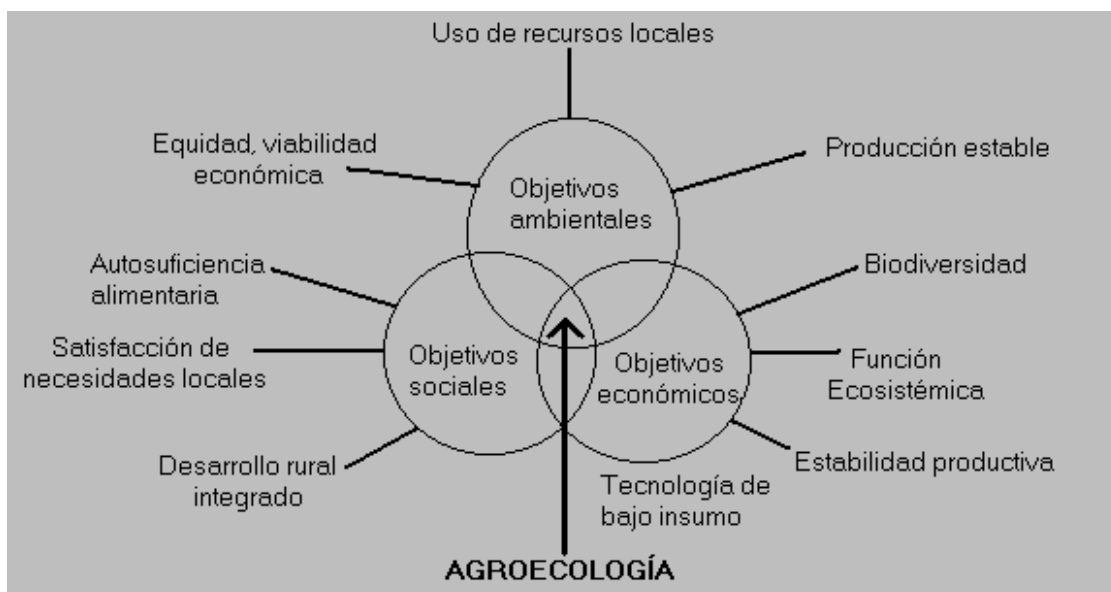 Uso de recursos locales
Equidad, viabilidad
económica
Producción estable
Objetivos
ambientales
Autosuficiencia
alimentaria
Biodiversidad
Satisfacción de
necesidades locales
Objetivos
sociales
Objetivos
económicos
Función
Ecosistémica
Desarrollo rural
integrado
Tecnología de
bajo insumo
Estabilidad productiva
AGROECOLOGÍA